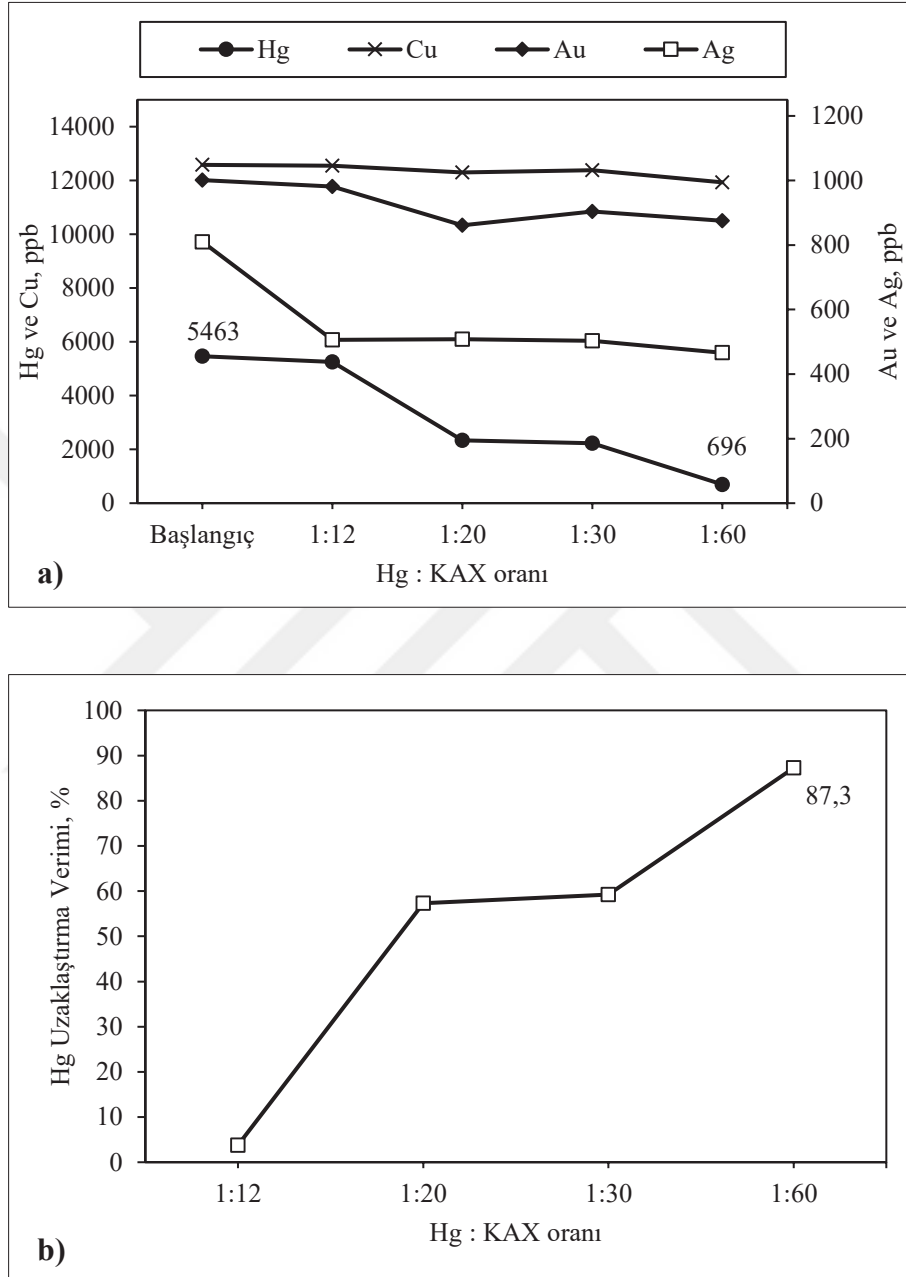 Hg Cu Au Ag
14000
12000
10000
8000
6000
4000
2000
0
Hg ve Cu, ppb
1200
1000
800
600
400
200
0
Au ve Ag, ppb
5463
696
Başlangıç 1:12 1:20 1:30 1:60
Hg : KAX oranı
a)
100
90
80
70
60
50
40
30
20
10
0
Hg Uzaklaştırma Verimi, %
87,3
1:12 1:20 1:30 1:60
Hg : KAX oranı
b)